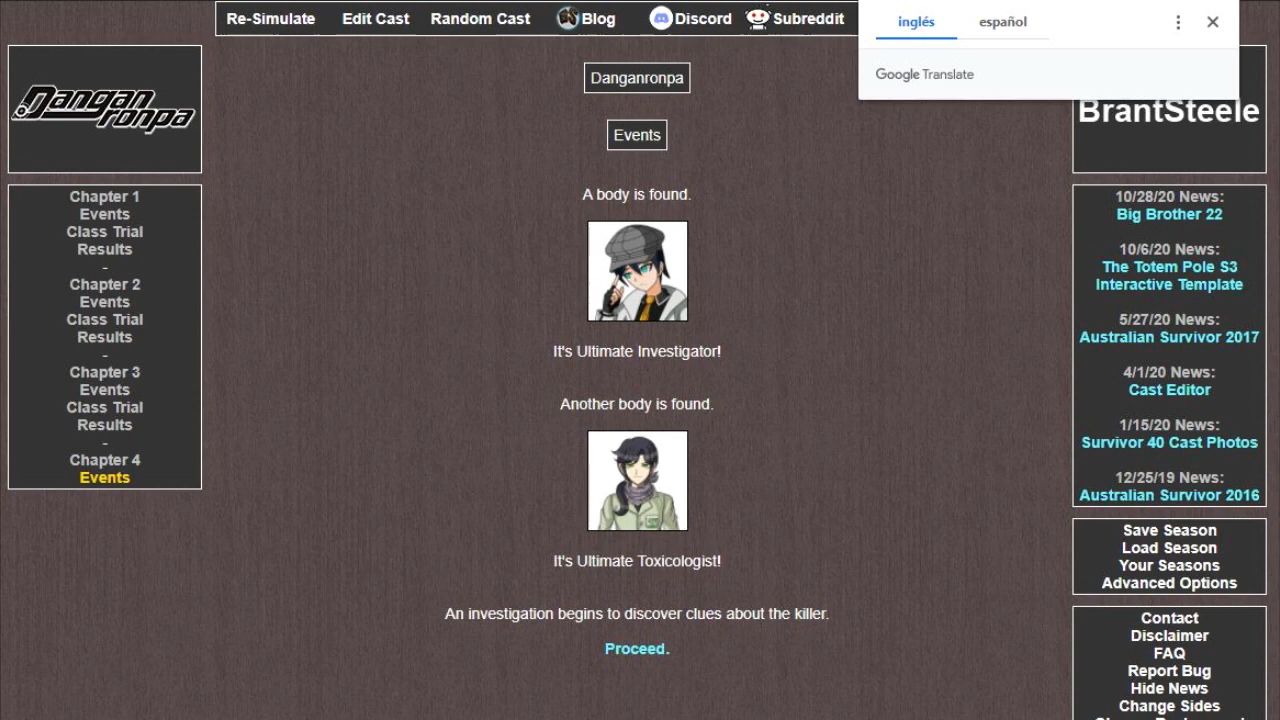 Re-Simulate Edit Cast Random Cast Blog Discord Subreddit
inglés español
Google Translate
Dangan
ronpa
Chapter 1
Events
Class Trial
Results
-
Chapter 2
Events
Class Trial
Results
-
Chapter 3
Events
Class Trial
Results
-
Chapter 4
Events
Danganronpa
Events
A body is found.
It's Ultimate Investigator!
Another body is found.
It's Ultimate Toxicologist!
An investigation begins to discover clues about the killer.
Proceed.
BrantSteele
10/28/20 News:
Big Brother 22
10/6/20 News:
The Totem Pole S3
Interactive Template
5/27/20 News:
Australian Survivor 2017
4/1/20 News:
Cast Editor
1/15/20 News:
Survivor 40 Cast Photos
12/25/19 News:
Australian Survivor 2016
Save Season
Load Season
Your Seasons
Advanced Options
Contact
Disclaimer
FAQ
Report Bug
Hide News
Change Sides